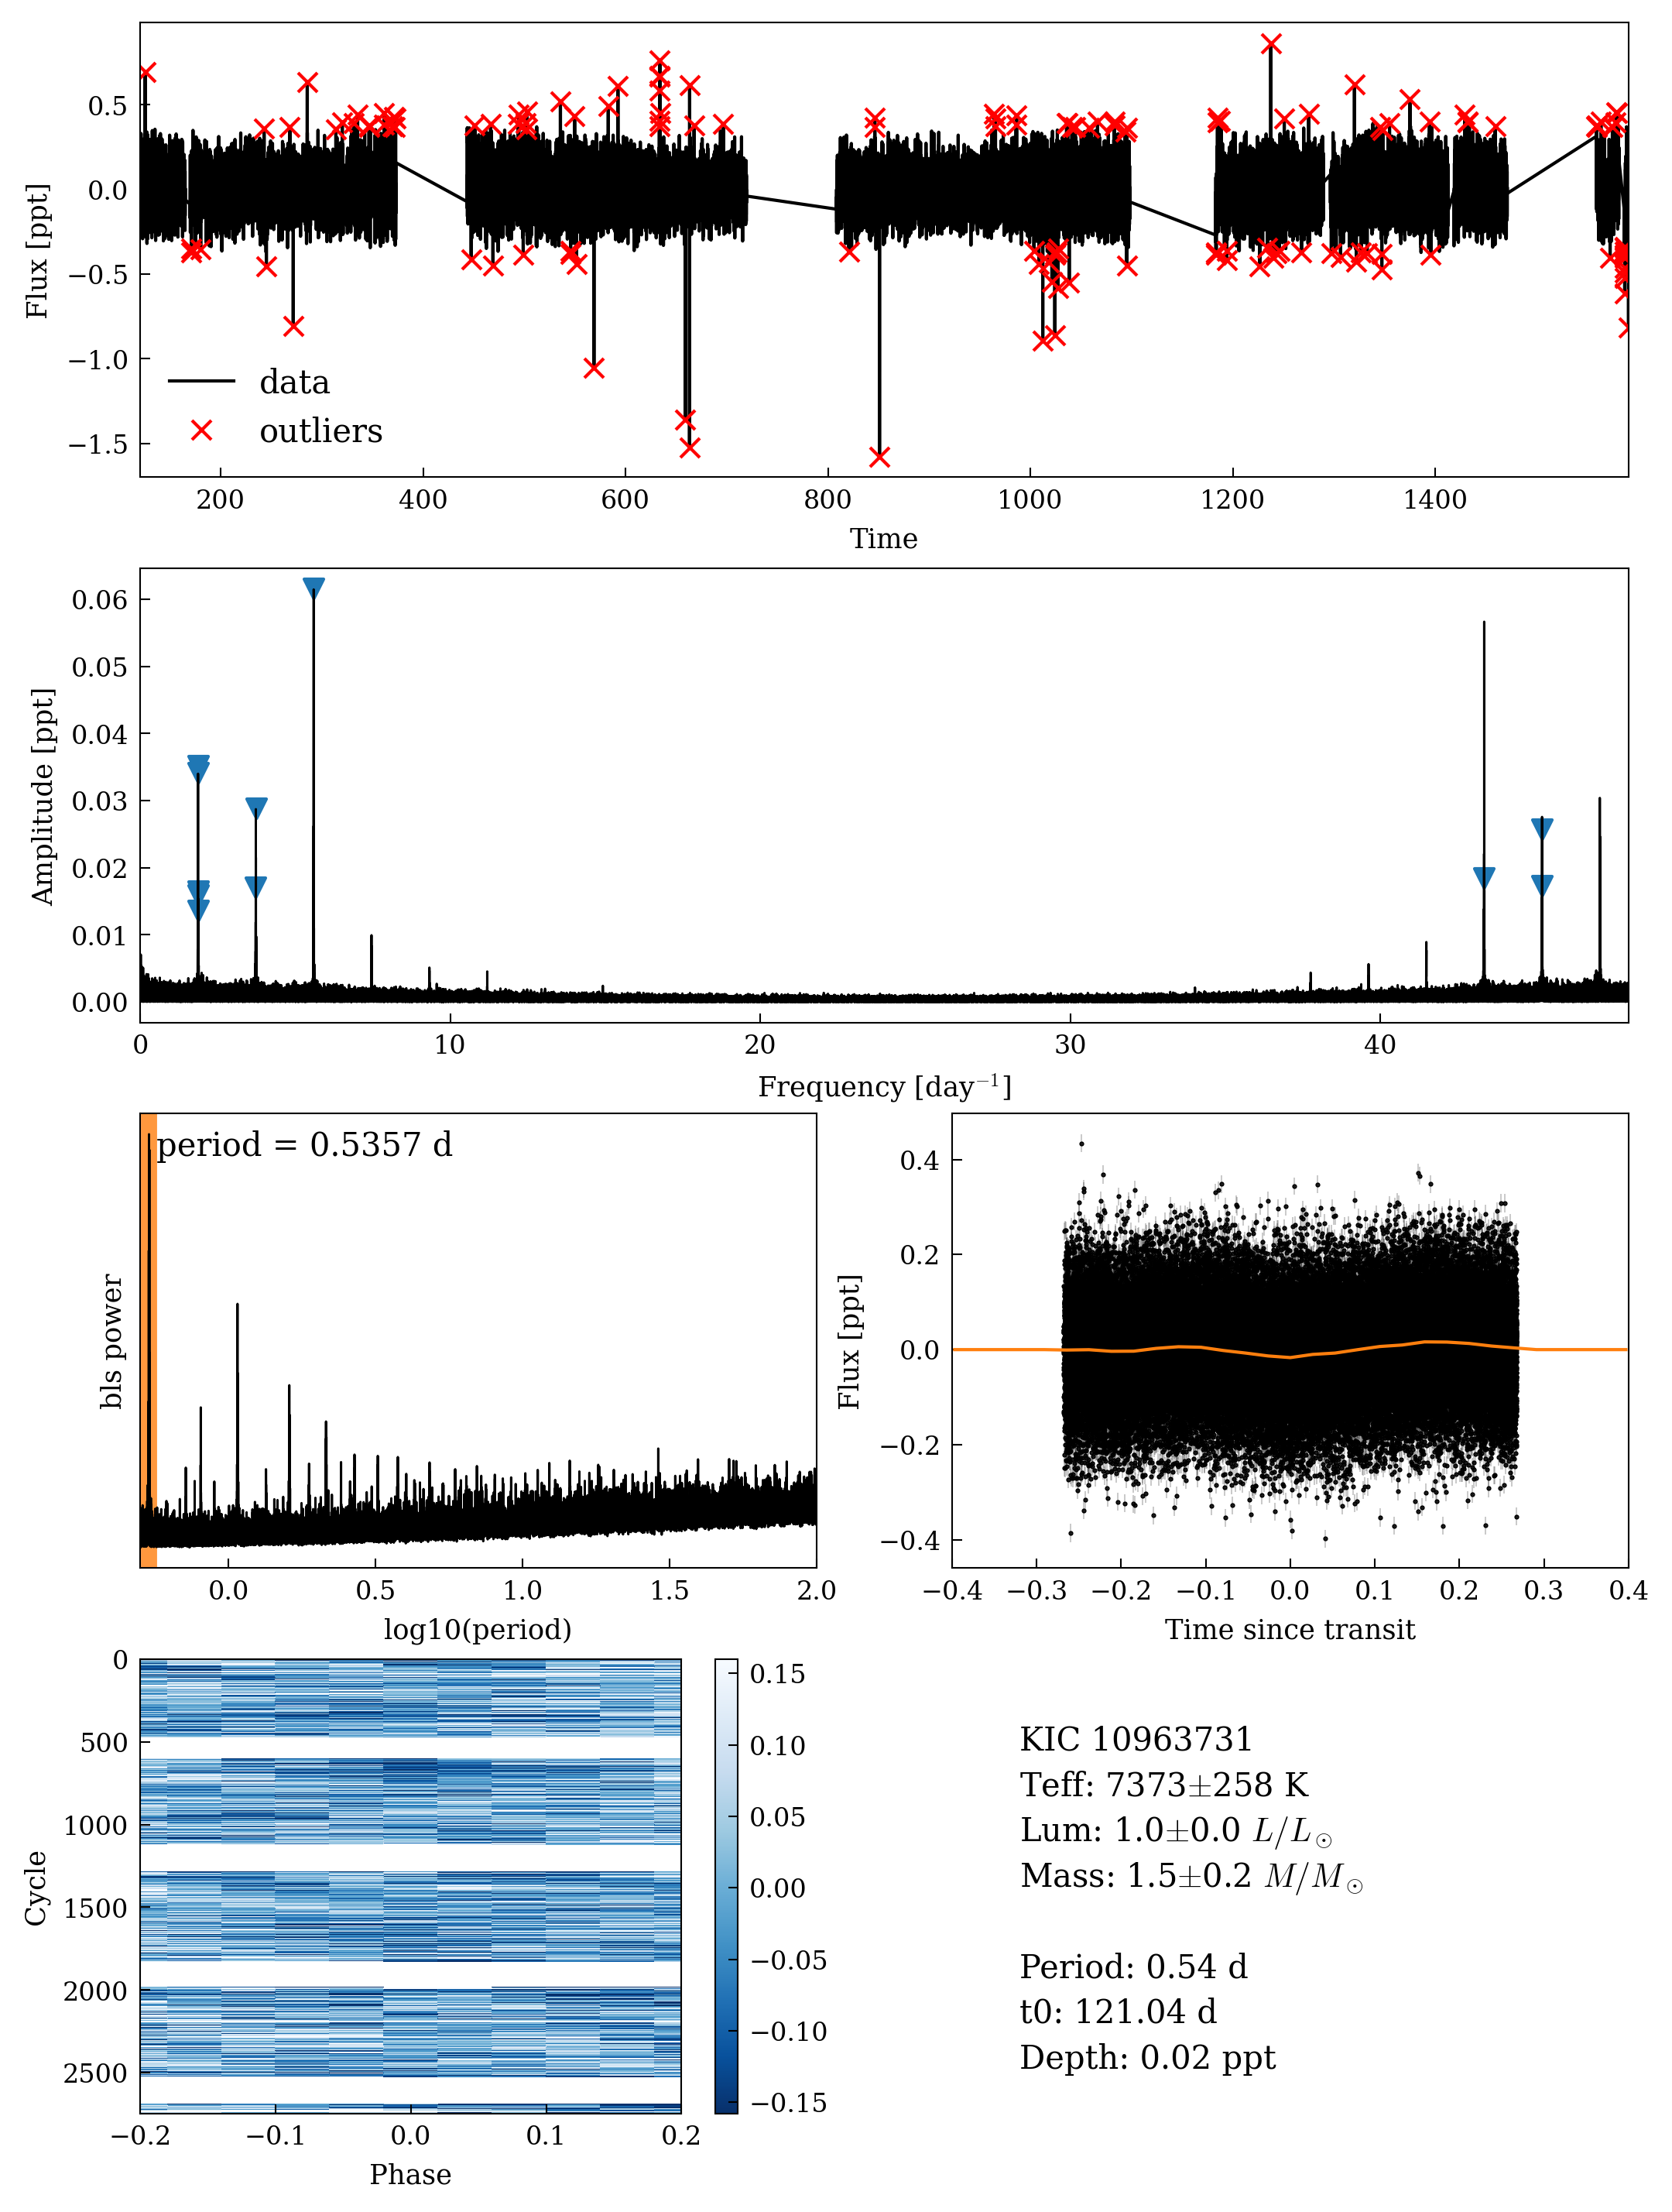 0.5
0.0
−0.5
−1.0
−1.5
Flux [ppt]
data
outliers
200 400 600 800 1000 1200 1400
Time
0.06
0.05
0.04
0.03
0.02
0.01
0.00
Amplitude [ppt]
0 10 20 30 40
Frequency [day⁻¹]
period = 0.5357 d
bls power
0.0 0.5 1.0 1.5 2.0
log10(period)
0.4
0.2
0.0
−0.2
−0.4
Flux [ppt]
−0.4 −0.3 −0.2 −0.1 0.0 0.1 0.2 0.3 0.4
Time since transit
0
500
1000
1500
2000
2500
Cycle
−0.2 −0.1 0.0 0.1 0.2
Phase
0.15
0.10
0.05
0.00
−0.05
−0.10
−0.15
KIC 10963731
Teff: 7373±258 K
Lum: 1.0±0.0 L/L⊙
Mass: 1.5±0.2 M/M⊙
Period: 0.54 d
t0: 121.04 d
Depth: 0.02 ppt